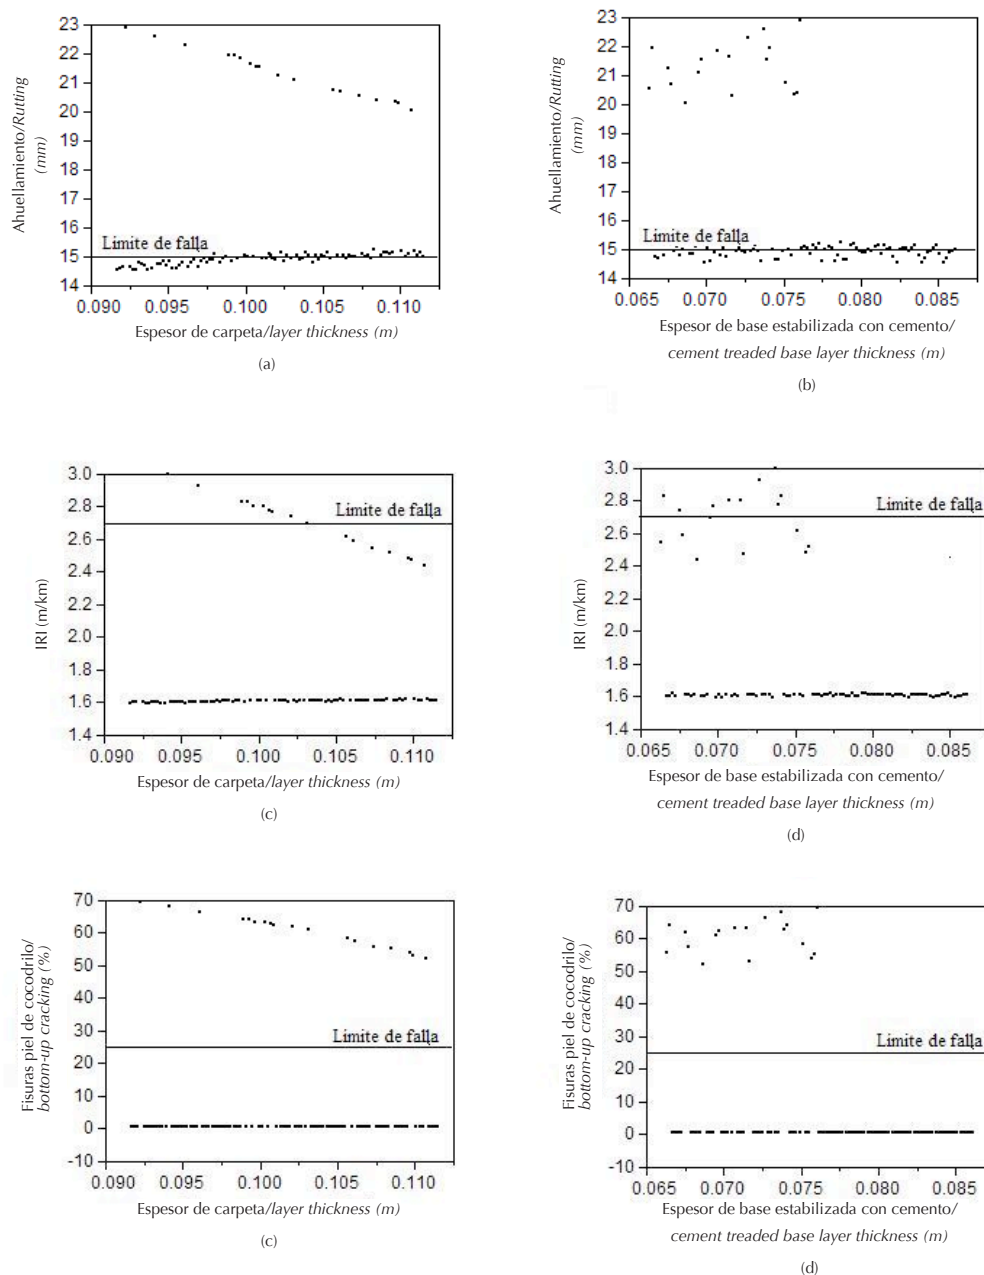 23
22
21
20
19
18
17
16
15
14
Ahuellamiento/Rutting
(mm)
Limite de falla
0.090 0.095 0.100 0.105 0.110
Espesor de carpeta/layer thickness (m)
(a)
23
22
21
20
19
18
17
16
15
14
Ahuellamiento/Rutting
(mm)
Limite de falla
0.065 0.070 0.075 0.080 0.085
Espesor de base estabilizada con cemento/
cement treaded base layer thickness (m)
(b)
3.0
2.8
2.6
2.4
2.2
2.0
1.8
1.6
1.4
IRI (m/km)
Limite de falla
0.090 0.095 0.100 0.105 0.110
Espesor de carpeta/layer thickness (m)
(c)
3.0
2.8
2.6
2.4
2.2
2.0
1.8
1.6
1.4
IRI (m/km)
Limite de falla
0.065 0.070 0.075 0.080 0.085
Espesor de base estabilizada con cemento/
cement treaded base layer thickness (m)
(d)
70
60
50
40
30
20
10
0
-10
Fisuras piel de cocodrilo/
bottom-up cracking (%)
Limite de falla
0.090 0.095 0.100 0.105 0.110
Espesor de carpeta/layer thickness (m)
(c)
70
60
50
40
30
20
10
0
-10
Fisuras piel de cocodrilo/
bottom-up cracking (%)
Limite de falla
0.065 0.070 0.075 0.080 0.085
Espesor de base estabilizada con cemento/
cement treaded base layer thickness (m)
(d)